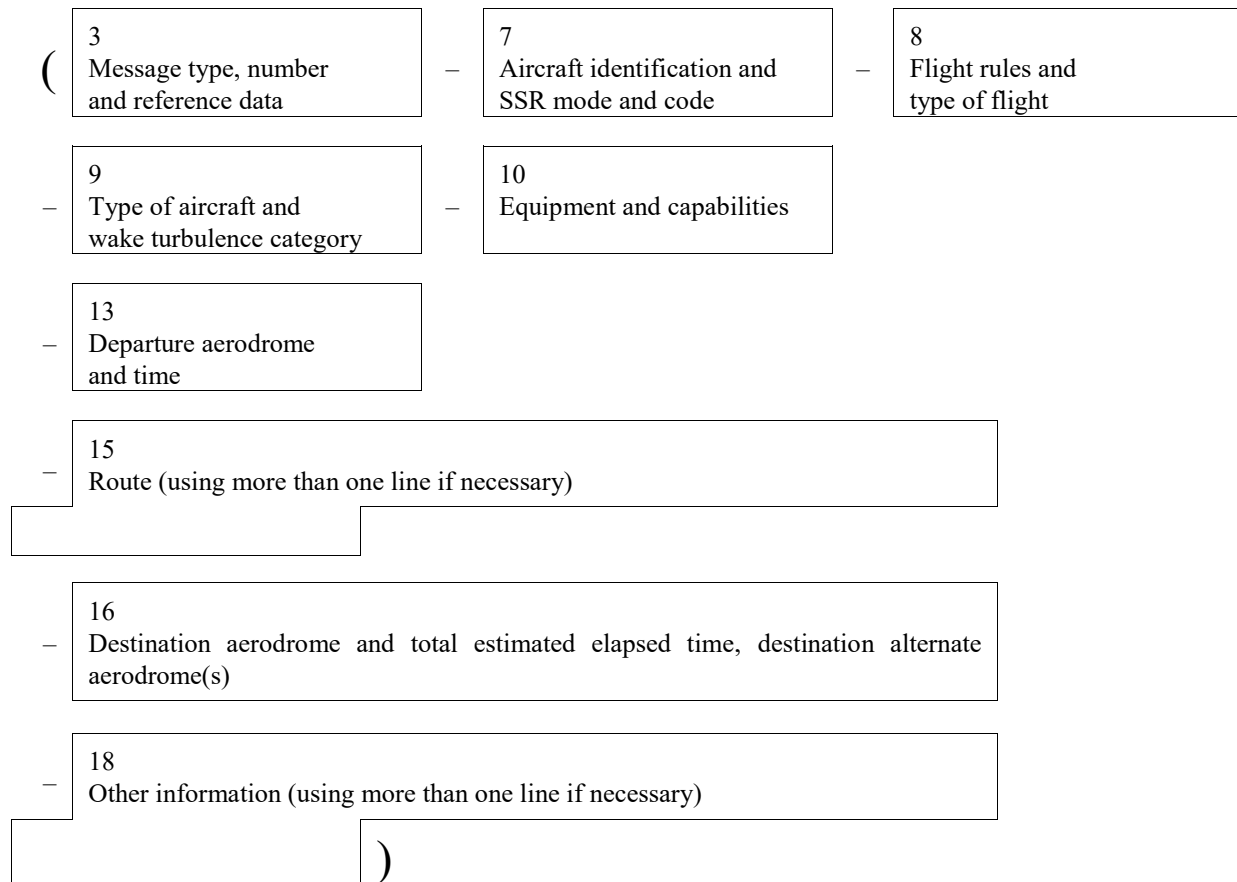 (
3
Message type, number
and reference data
–
7
Aircraft identification and
SSR mode and code
–
8
Flight rules and
type of flight
–
9
Type of aircraft and
wake turbulence category
–
10
Equipment and capabilities
–
13
Departure aerodrome
and time
–
15
Route (using more than one line if necessary)
–
16
Destination aerodrome and total estimated elapsed time, destination alternate
aerodrome(s)
–
18
Other information (using more than one line if necessary)
)